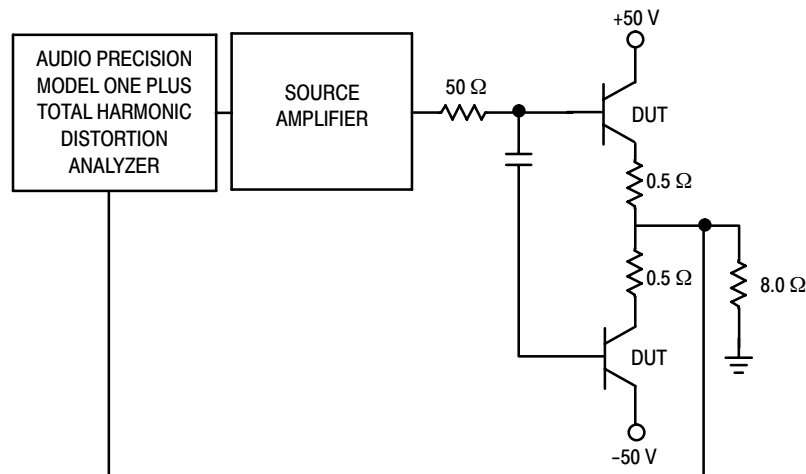 AUDIO PRECISION
MODEL ONE PLUS
TOTAL HARMONIC
DISTORTION
ANALYZER
SOURCE
AMPLIFIER
50 Ω
+50 V
DUT
0.5 Ω
0.5 Ω
8.0 Ω
DUT
–50 V